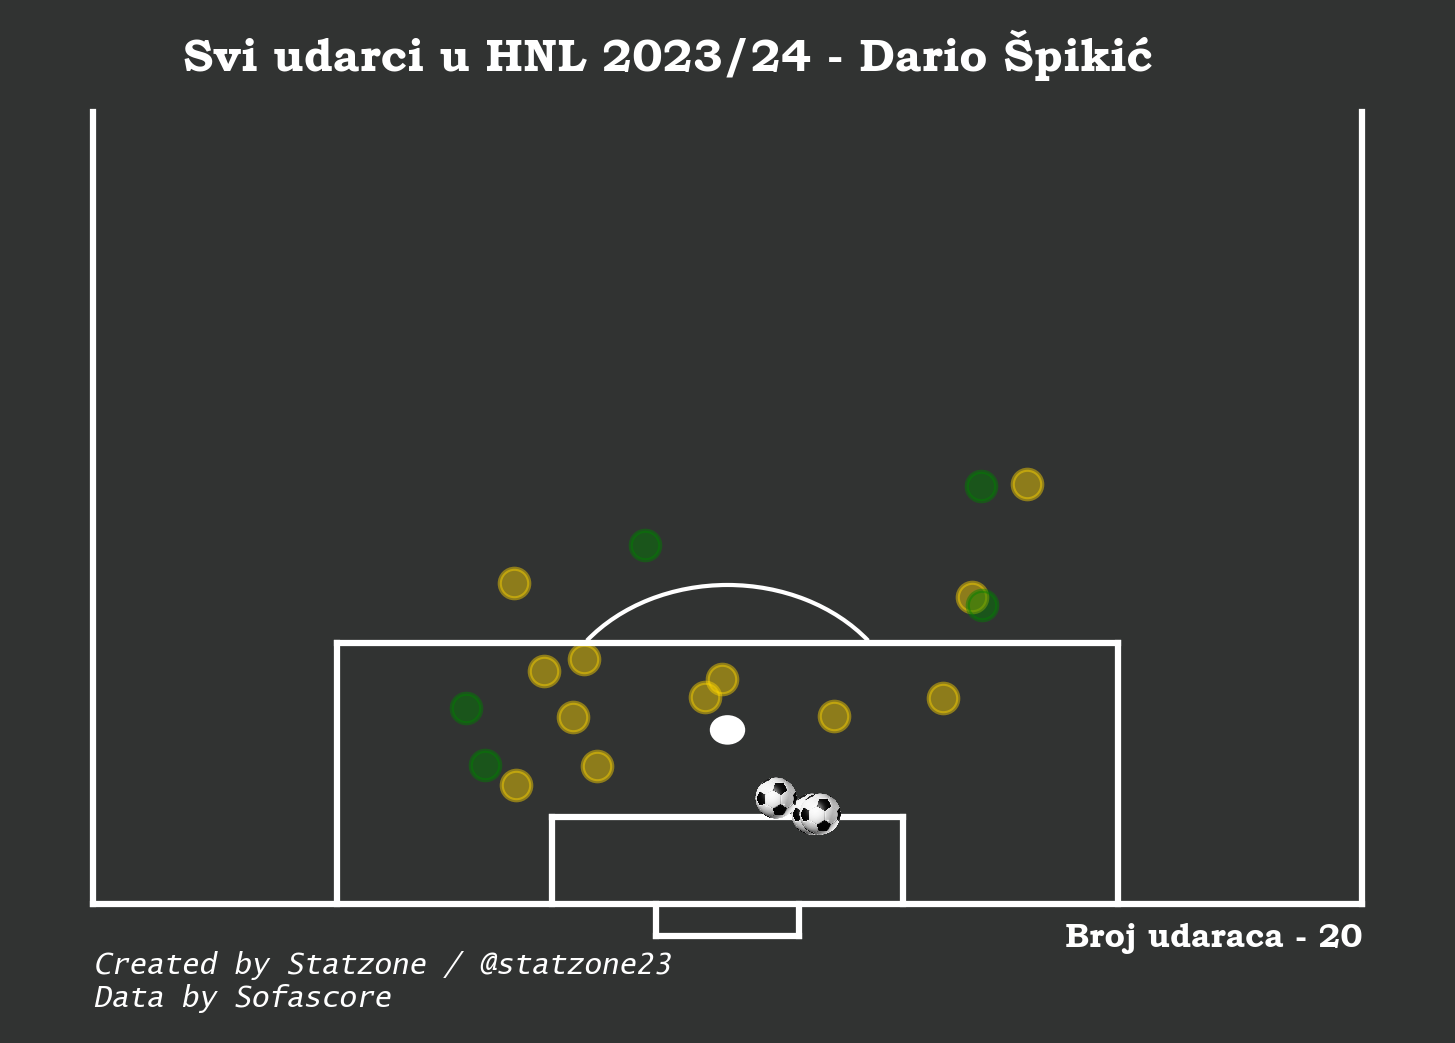 Svi udarci u HNL 2023/24 - Dario Špikić
Broj udaraca - 20
Created by Statzone / @statzone23
Data by Sofascore